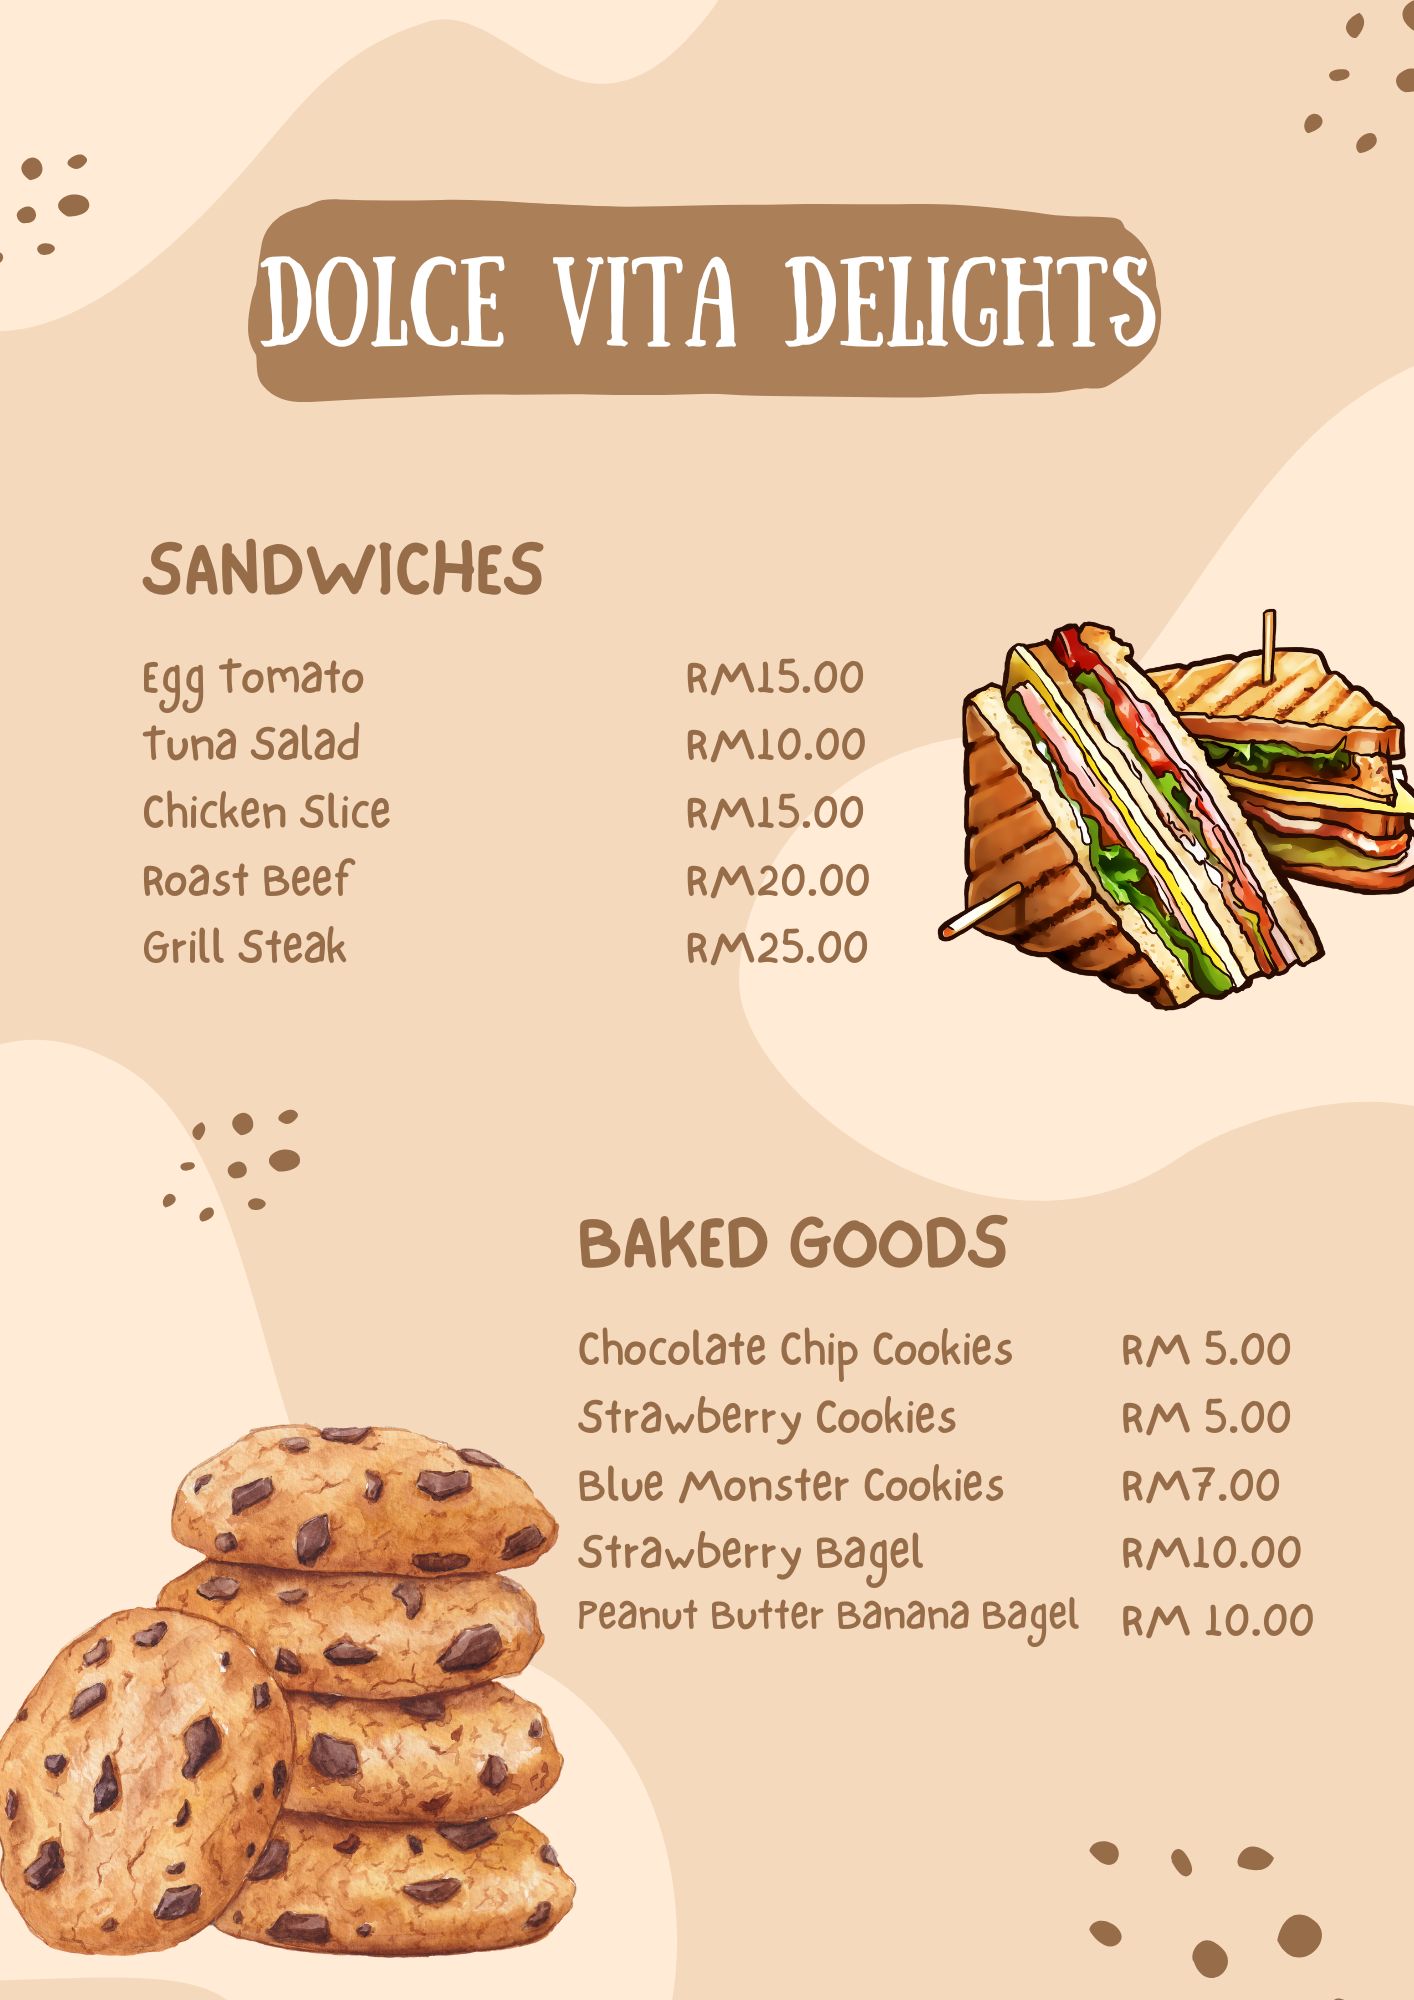 DOLCE VITA DELIGHTS
SANDWICHES
Egg Tomato RM15.00
Tuna Salad RM10.00
Chicken Slice RM15.00
Roast Beef RM20.00
Grill Steak RM25.00
BAKED GOODS
Chocolate Chip Cookies RM 5.00
Strawberry Cookies RM 5.00
Blue Monster Cookies RM7.00
Strawberry Bagel RM10.00
Peanut Butter Banana Bagel RM 10.00